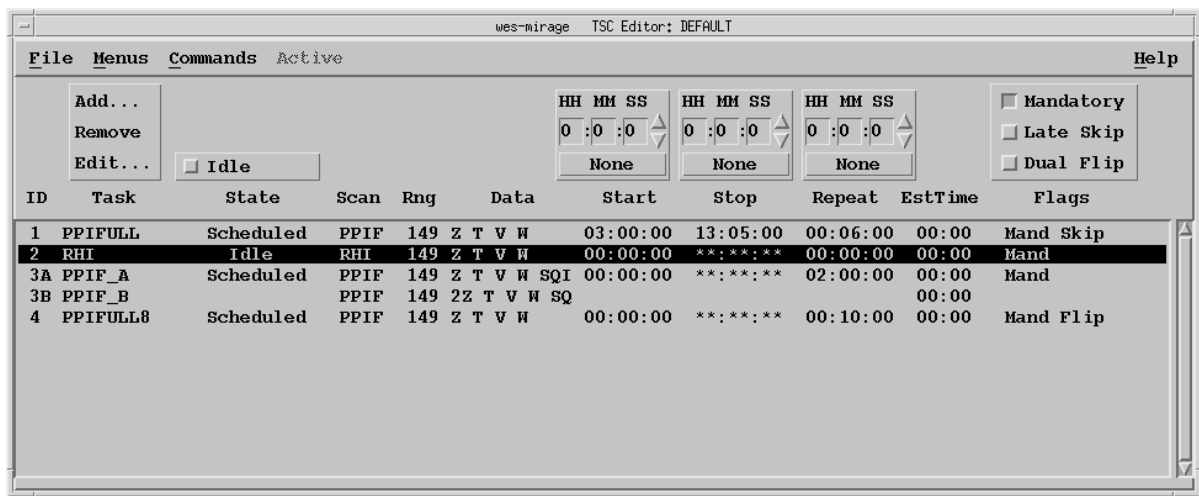 wes-mirage TSC Editor: DEFAULT
File Menus Commands Active Help
Add...
Remove
Edit...
Idle
HH MM SS HH MM SS HH MM SS
0 :0 :0 0 :0 :0 0 :0 :0
None None None
Mandatory
Late Skip
Dual Flip
ID Task State Scan Rng Data Start Stop Repeat EstTime Flags
1 PPIFULL Scheduled PPIF 149 Z T V W 03:00:00 13:05:00 00:06:00 00:00 Mand Skip
2 RHI Idle RHI 149 Z T V W 00:00:00 **:**:** 00:00:00 00:00 Mand
3A PPIF_A Scheduled PPIF 149 Z T V W SQI 00:00:00 **:**:** 02:00:00 00:00 Mand
3B PPIF_B PPIF 149 2Z T V W SQ 00:00
4 PPIFULL8 Scheduled PPIF 149 Z T V W 00:00:00 **:**:** 00:10:00 00:00 Mand Flip